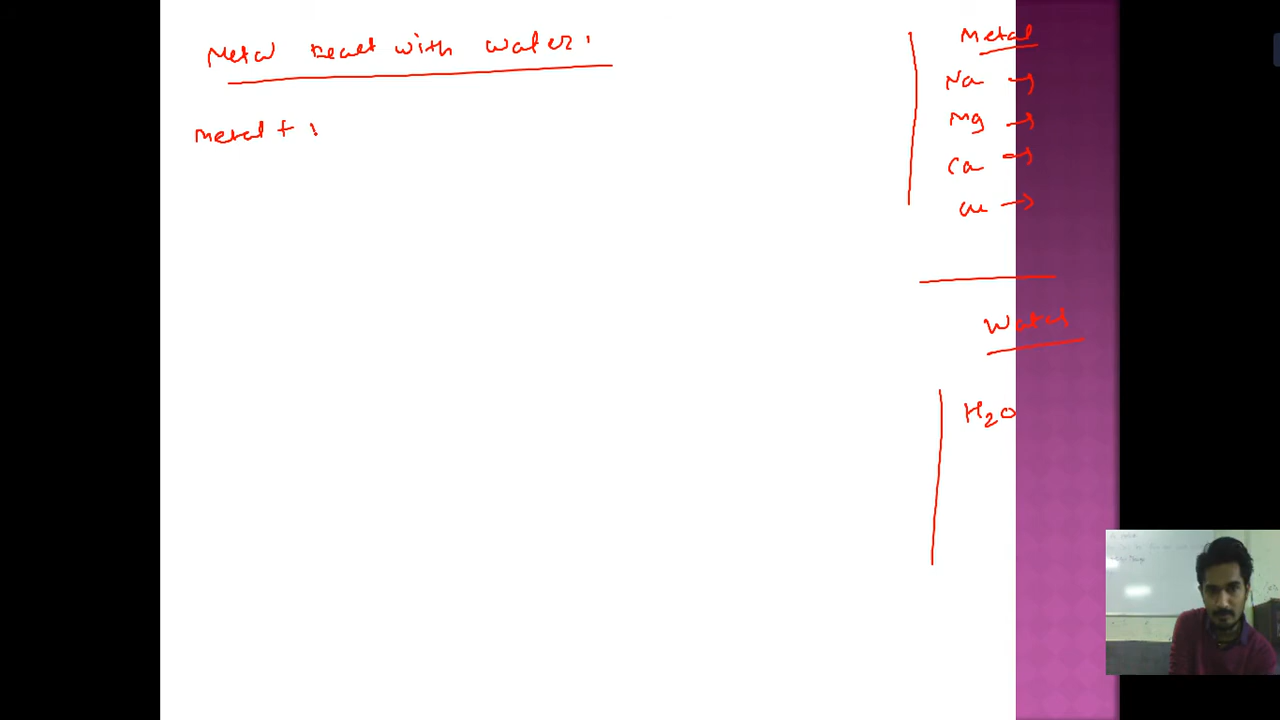 Metal react with water:
Metal +
Metal
Na →
Mg →
Ca →
Cu →
Water
H2O